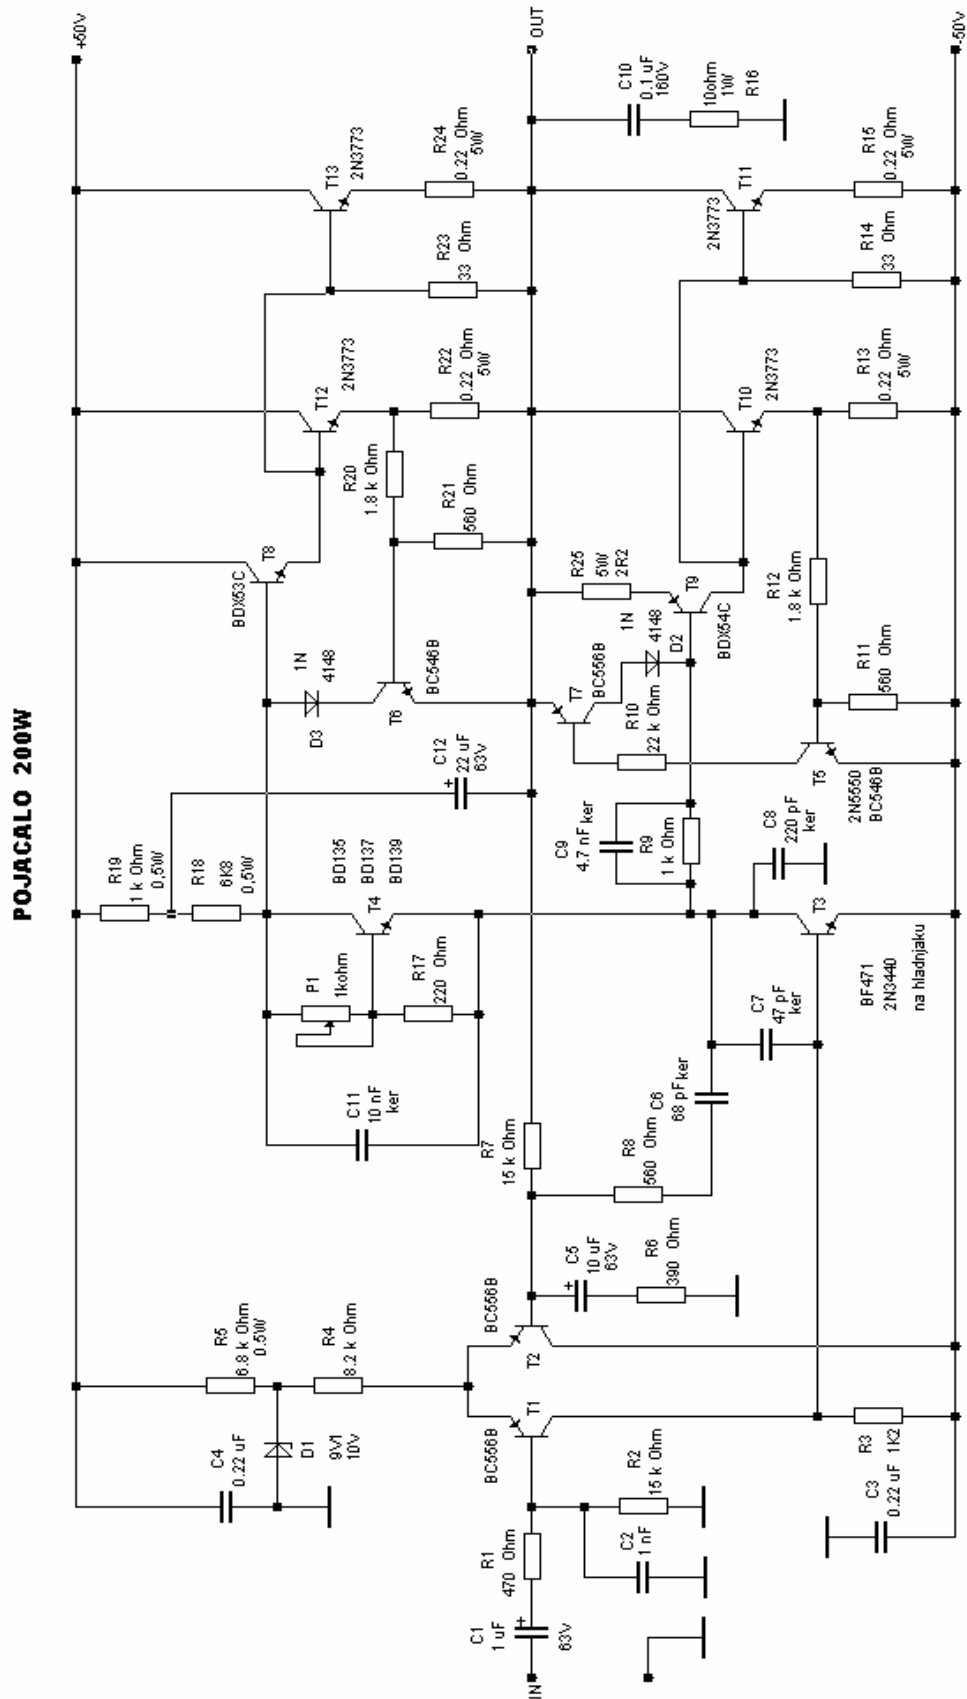 POJACALO 200W
+50V
OUT
-50V
IN
C1
1 uF
63V
R1
470 Ohm
C2
1 nF
R2
15 k Ohm
BC556B
T1
C4
0.22 uF
D1
9V1
10V
R5
6.8 k Ohm
0.5W
R4
8.2 k Ohm
C3
0.22 uF
R3
1K2
BC556B
T2
C5
10 uF
63V
R6
390 Ohm
R7
15 k Ohm
R8
560 Ohm
C6
68 pF ker
C7
47 pF
ker
C11
10 nF
ker
P1
1kohm
R17
220 Ohm
T4
BD135
BD137
BD139
R19
1 k Ohm
0,5W
R18
6K8
0,5W
T3
BF471
2N3440
na hladnjaku
C8
220 pF
ker
C9
4.7 nF ker
R9
1 k Ohm
C12
22 uF
63V
D3
1N
4148
T6
BC546B
T7
BC556B
R10
22 k Ohm
T5
2N5550
BC546B
D2
1N
4148
R25
5W
2R2
T9
BDX54C
R11
560 Ohm
R12
1.8 k Ohm
BDX53C
T8
R20
1.8 k Ohm
R21
560 Ohm
T12
2N3773
R22
0.22 Ohm
5W
T10
2N3773
R13
0.22 Ohm
5W
R23
33 Ohm
R14
33 Ohm
T13
2N3773
R24
0.22 Ohm
5W
2N3773
T11
R15
0.22 Ohm
5W
C10
0.1 uF
160V
10ohm
1W
R16